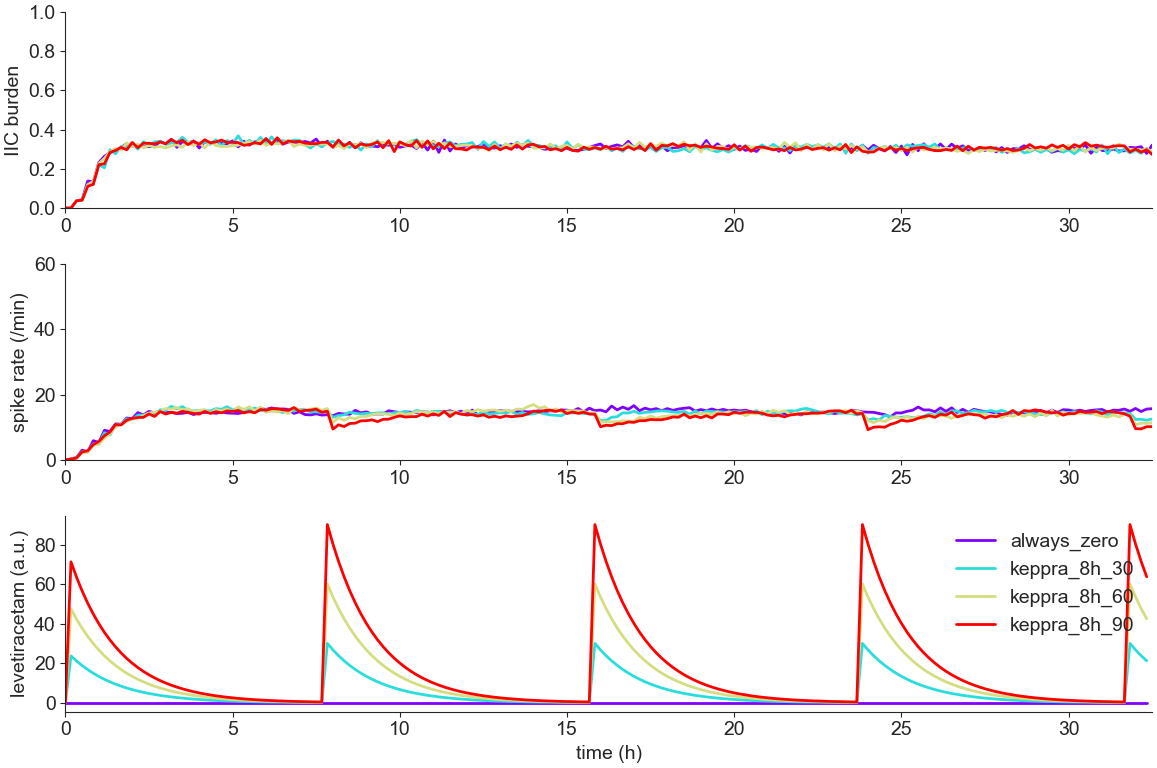 IIC burden
1.0
0.8
0.6
0.4
0.2
0.0
0 5 10 15 20 25 30
spike rate (/min)
60
40
20
0
0 5 10 15 20 25 30
levetiracetam (a.u.)
80
60
40
20
0
always_zero
keppra_8h_30
keppra_8h_60
keppra_8h_90
0 5 10 15 20 25 30
time (h)